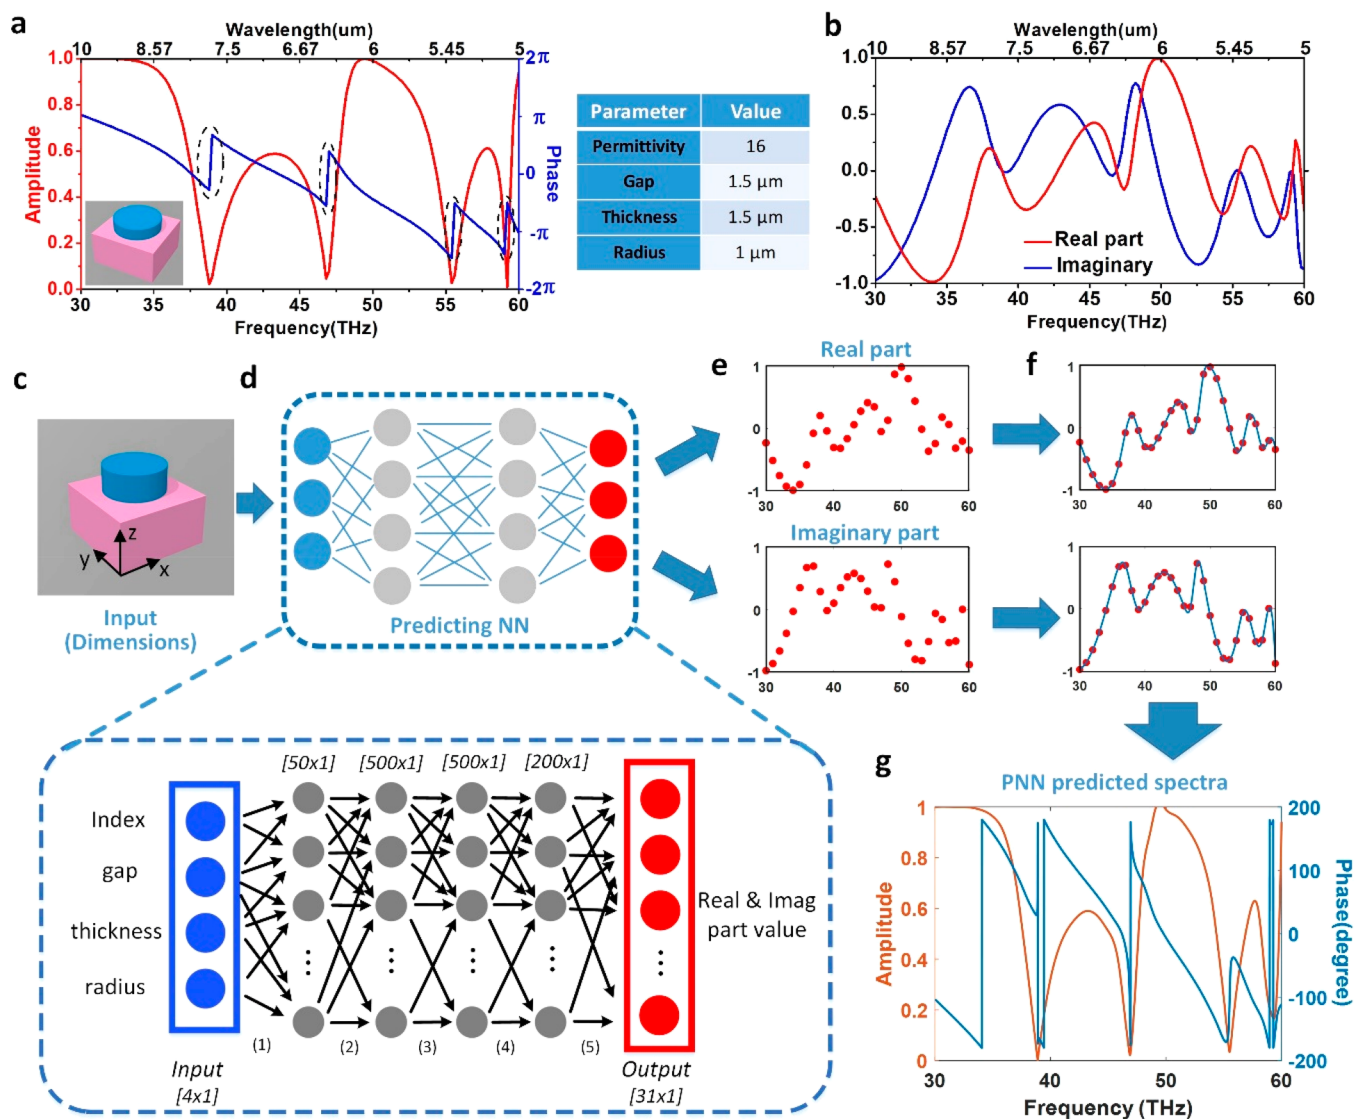 a
Wavelength(um)
10 8.57 7.5 6.67 6 5.45 5
1.0
0.8
0.6
0.4
0.2
0.0
Amplitude
2π
π
0
-π
-2π
Phase
30 35 40 45 50 55 60
Frequency(THz)
Parameter Value
Permittivity 16
Gap 1.5 μm
Thickness 1.5 μm
Radius 1 μm
b
Wavelength(um)
10 8.57 7.5 6.67 6 5.45 5
1.0
0.5
0.0
-0.5
-1.0
Real part
Imaginary
30 35 40 45 50 55 60
Frequency(THz)
c
z
y
x
Input
(Dimensions)
d
Predicting NN
e
Real part
1
0
-1
30 40 50 60
Imaginary part
1
0
-1
30 40 50 60
f
1
0
-1
30 40 50 60
1
0
-1
30 40 50 60
[50x1] [500x1] [500x1] [200x1]
Index
gap
thickness
radius
Real & Imag
part value
(1) (2) (3) (4) (5)
Input
[4x1]
Output
[31x1]
g
PNN predicted spectra
1
0.8
0.6
0.4
0.2
0
Amplitude
200
100
0
-100
-200
Phase(degree)
30 40 50 60
Frequency (THz)